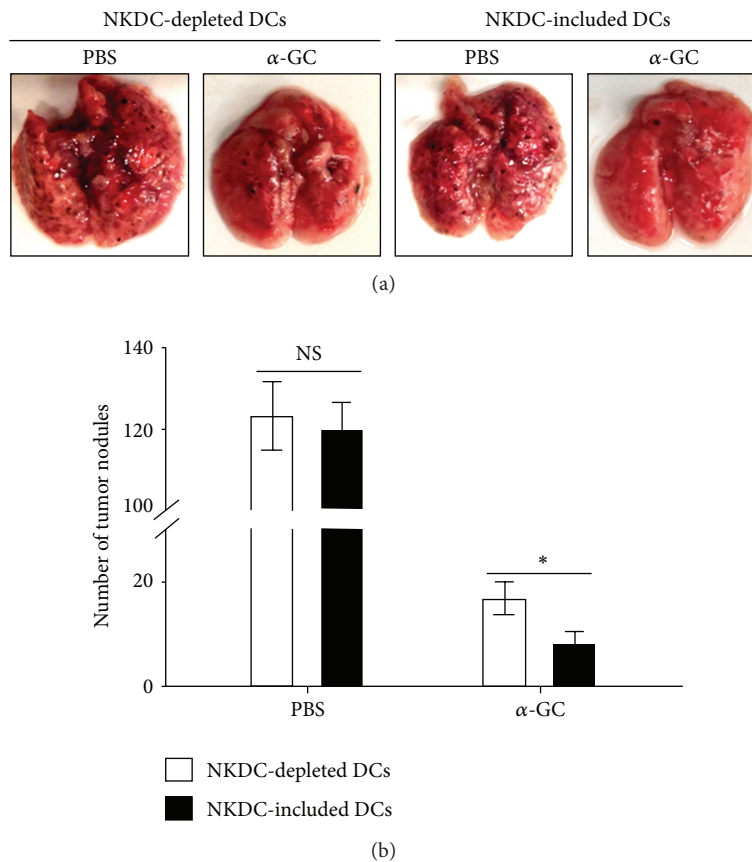 NKDC-depleted DCs NKDC-included DCs
PBS α-GC PBS α-GC
(a)
140
120
100
20
0
Number of tumor nodules
NS
*
PBS α-GC
NKDC-depleted DCs
NKDC-included DCs
(b)